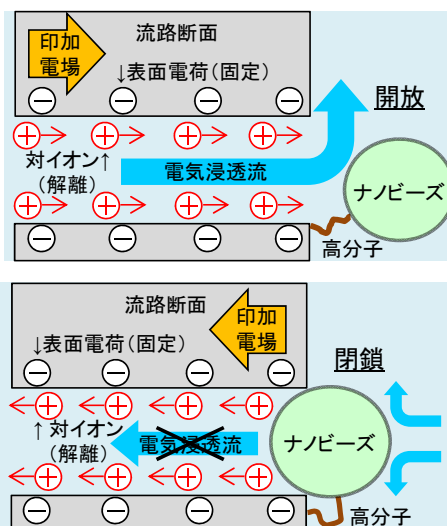 流路断面
印加
電場
↓表面電荷(固定)
− − − −
開放
+ + + +
対イオン↑
(解離)
電気浸透流
ナノビーズ
+ + + +
− − − −
高分子
流路断面
印加
電場
↓表面電荷(固定)
− − − −
閉鎖
+ + + +
↑対イオン
(解離)
電気浸透流
ナノビーズ
+ + + +
− − − −
高分子